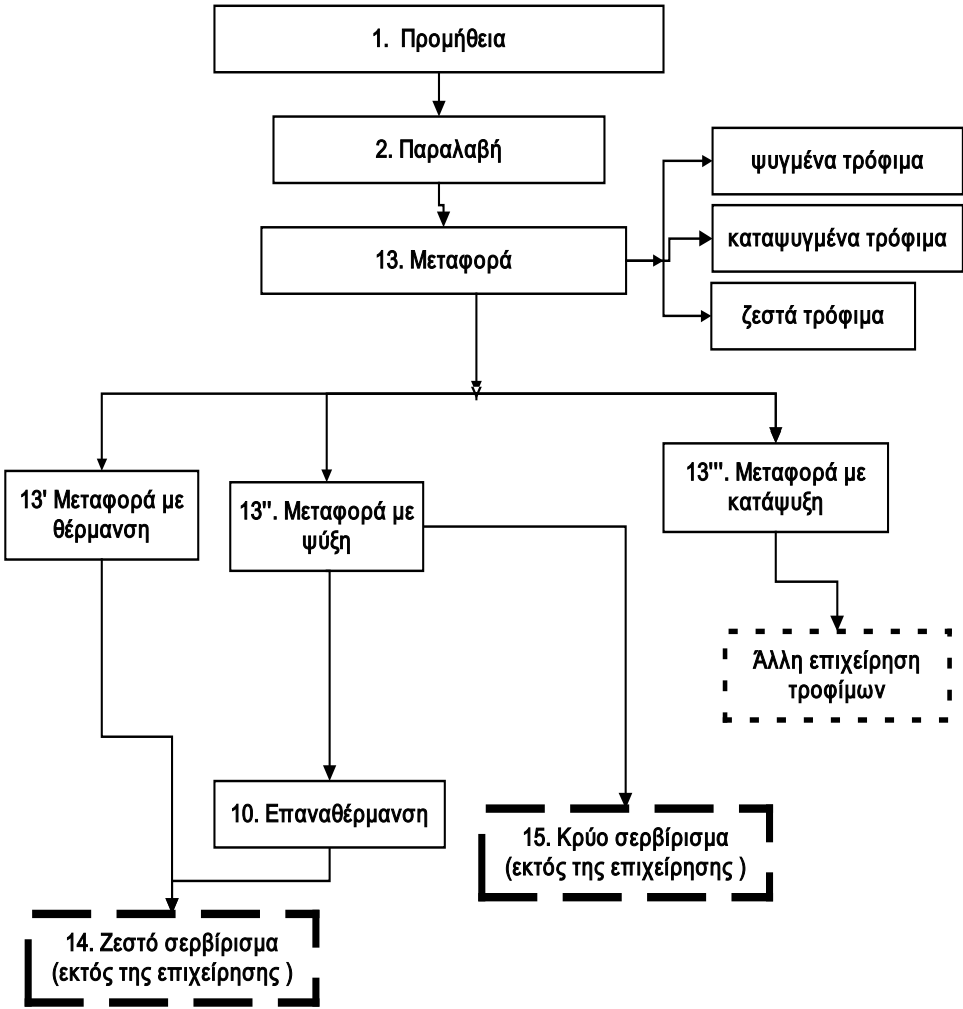 1. Προμήθεια
2. Παραλαβή
ψυγμένα τρόφιμα
καταψυγμένα τρόφιμα
13. Μεταφορά
ζεστά τρόφιμα
13' Μεταφορά με
θέρμανση
13''. Μεταφορά με
ψύξη
13'''. Μεταφορά με
κατάψυξη
Άλλη επιχείρηση
τροφίμων
10. Επαναθέρμανση
15. Κρύο σερβίρισμα
(εκτός της επιχείρησης )
14. Ζεστό σερβίρισμα
(εκτός της επιχείρησης )